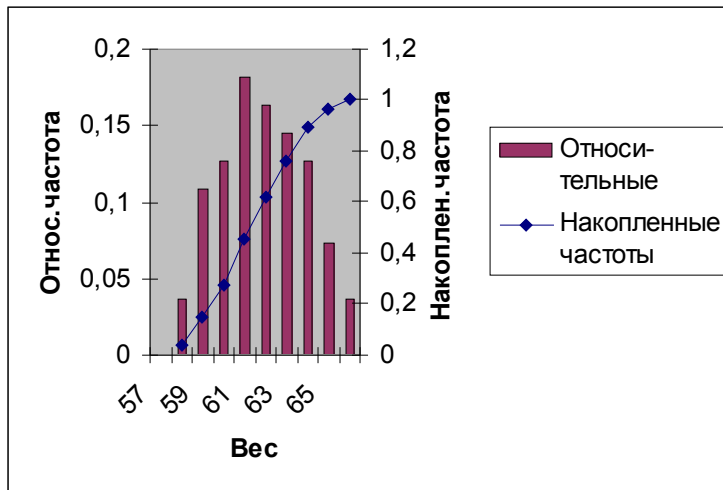 Относ.частота
0,2
0,15
0,1
0,05
0
57
59
61
63
65
Вес
1,2
1
0,8
0,6
0,4
0,2
0
Накоплен.частота
Относи-
тельные
Накопленные
частоты